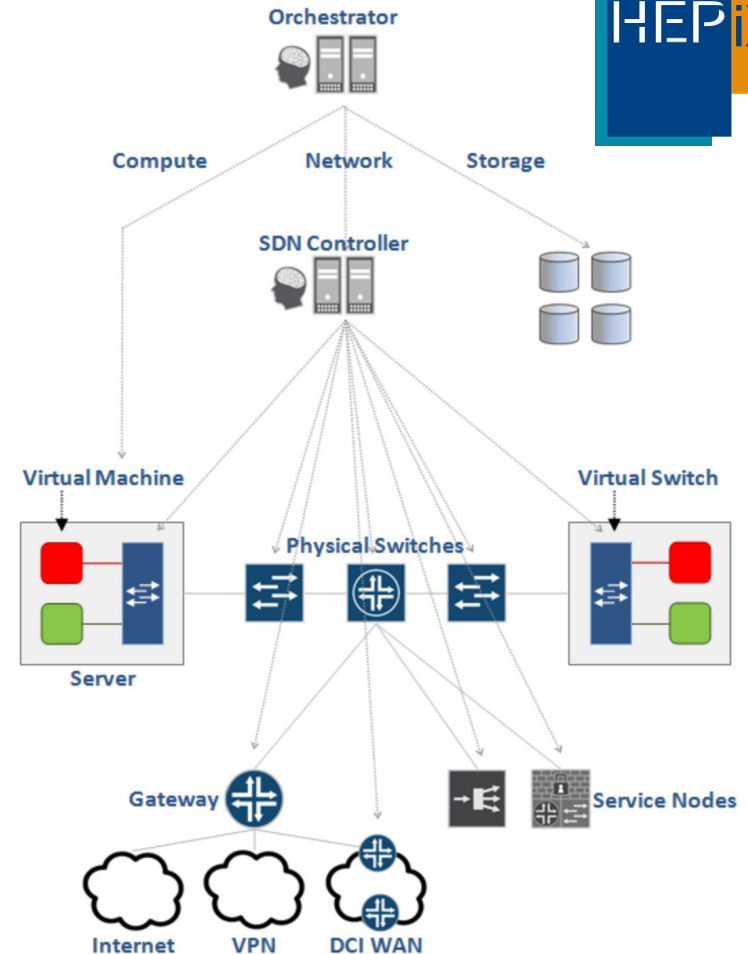 Orchestrator
HEPiX
Compute
Network
Storage
SDN Controller
Virtual Machine
Virtual Switch
Physical Switches
Server
Gateway
Service Nodes
Internet
VPN
DCI WAN